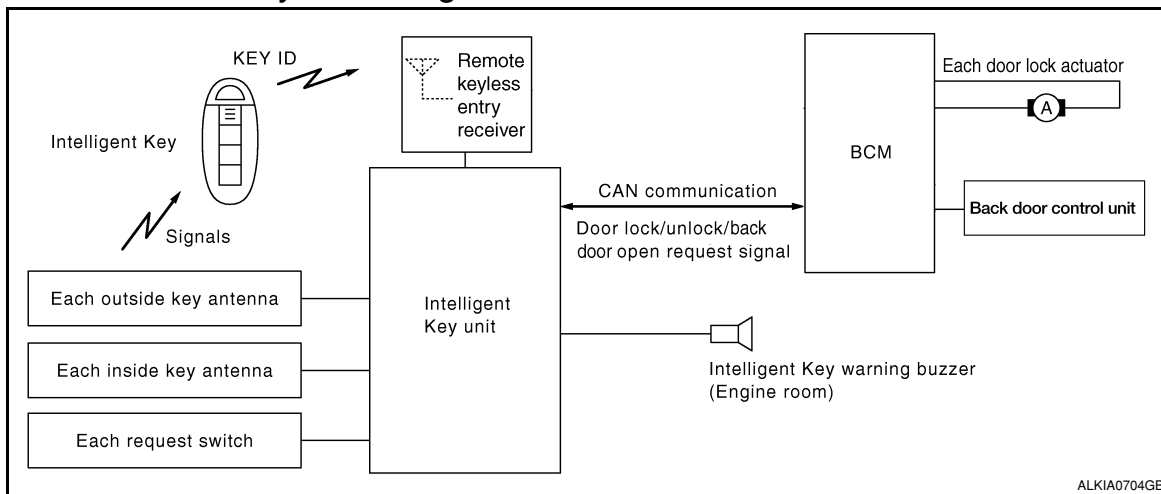 KEY ID
Remote
keyless
entry
receiver
Intelligent Key
Signals
Each outside key antenna
Each inside key antenna
Each request switch
Intelligent
Key unit
CAN communication
Door lock/unlock/back
door open request signal
BCM
Each door lock actuator
A
Back door control unit
Intelligent Key warning buzzer
(Engine room)
ALKIA0704GB